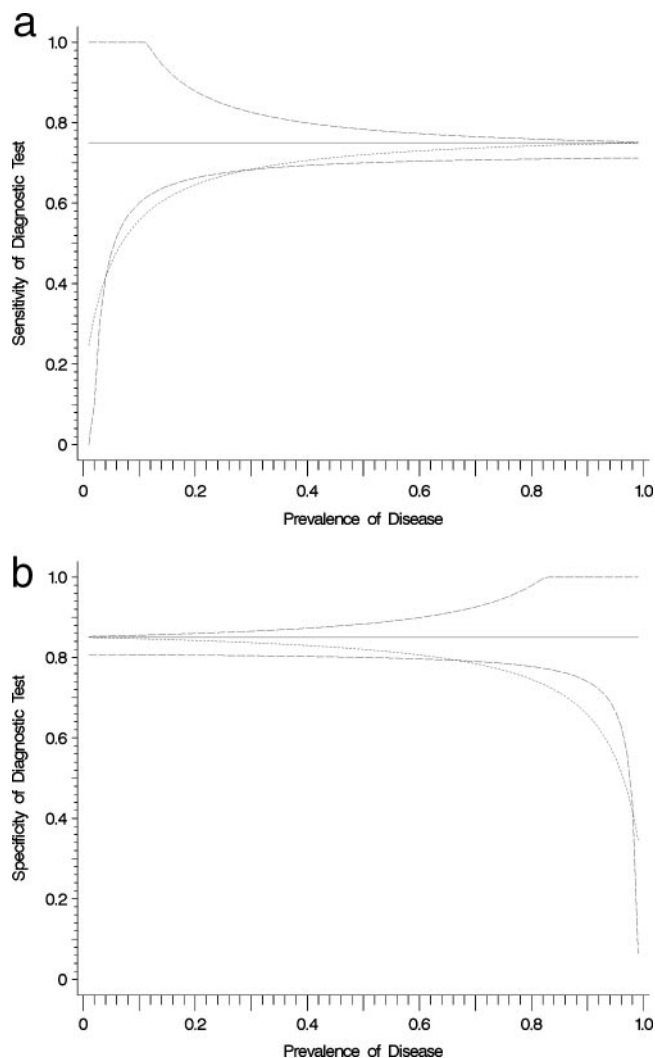 a
1.0
0.8
0.6
0.4
0.2
0
Sensitivity of Diagnostic Test
0 0.2 0.4 0.6 0.8 1.0
Prevalence of Disease
b
1.0
0.8
0.6
0.4
0.2
0
Specificity of Diagnostic Test
0 0.2 0.4 0.6 0.8 1.0
Prevalence of Disease